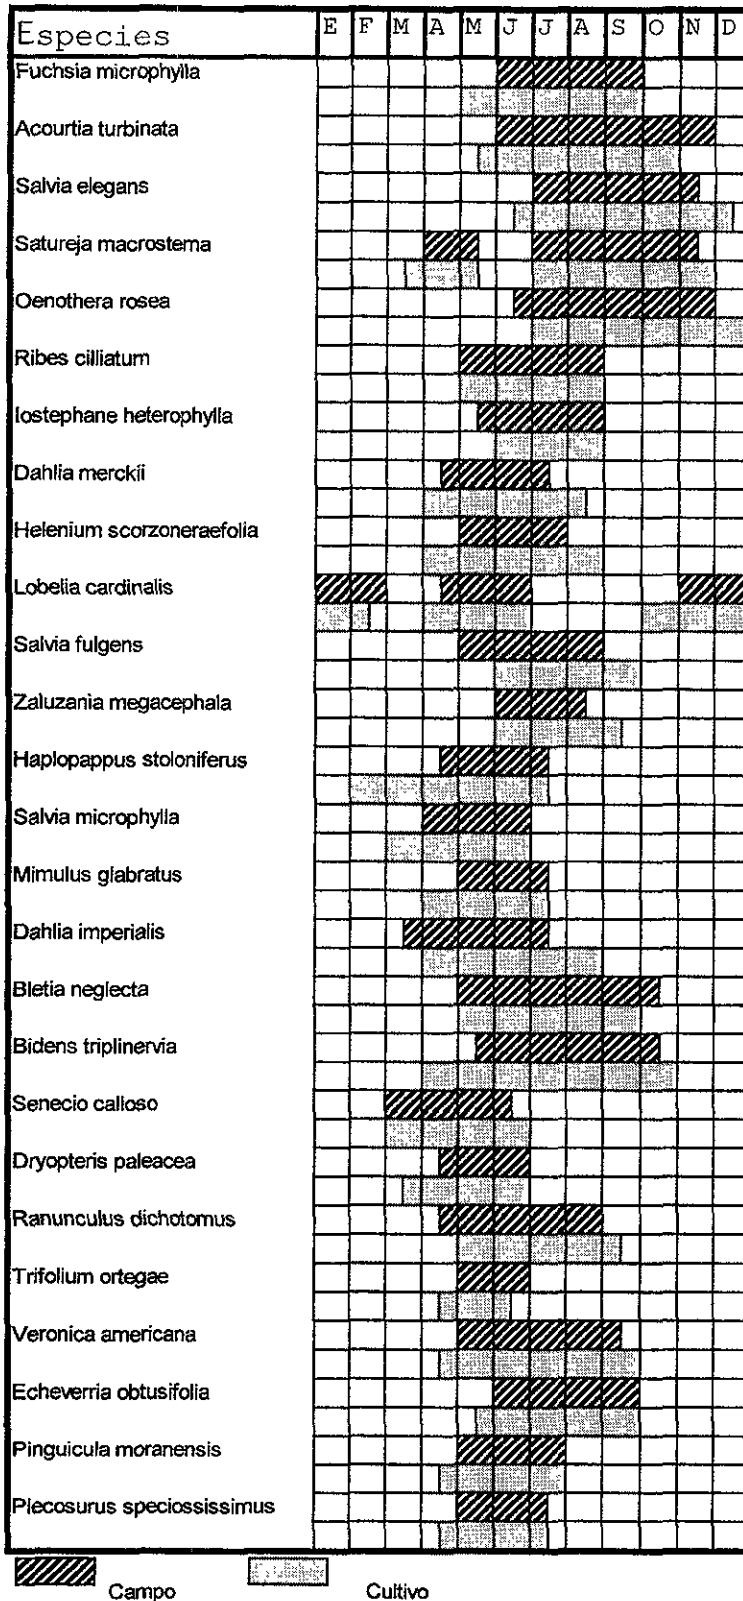 Especies E F M A M J J A S O N D
Fuchsia microphylla
Acourtia turbinata
Salvia elegans
Satureja macrostema
Oenothera rosea
Ribes cilliatum
Iostephane heterophylla
Dahlia merckii
Helenium scorzoneraefolia
Lobelia cardinalis
Salvia fulgens
Zaluzania megacephala
Haplopappus stoloniferus
Salvia microphylla
Mimulus glabratus
Dahlia imperialis
Bletia neglecta
Bidens triplinervia
Senecio calloso
Dryopteris paleacea
Ranunculus dichotomus
Trifolium ortegae
Veronica americana
Echeverria obtusifolia
Pinguicula moranensis
Plecosurus speciossissimus
Campo Cultivo